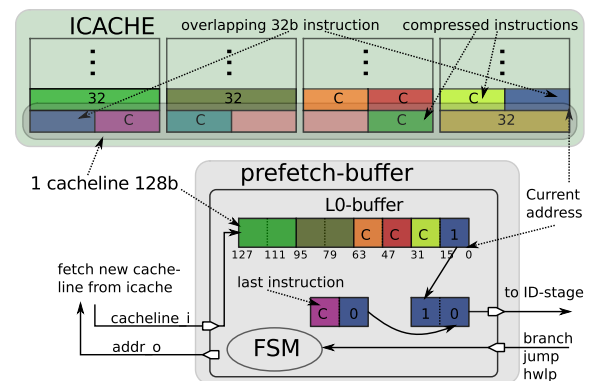 ICACHE
overlapping 32b instruction
compressed instructions
32
32
C
C
C
C
C
C
32
1 cacheline 128b
prefetch-buffer
Current
address
L0-buffer
C
C
C
1
127
111
95
79
63
47
31
15
0
fetch new cache-
line from icache
last instruction
to ID-stage
C
0
1
0
cacheline_i
addr_o
FSM
branch
jump
hwlp